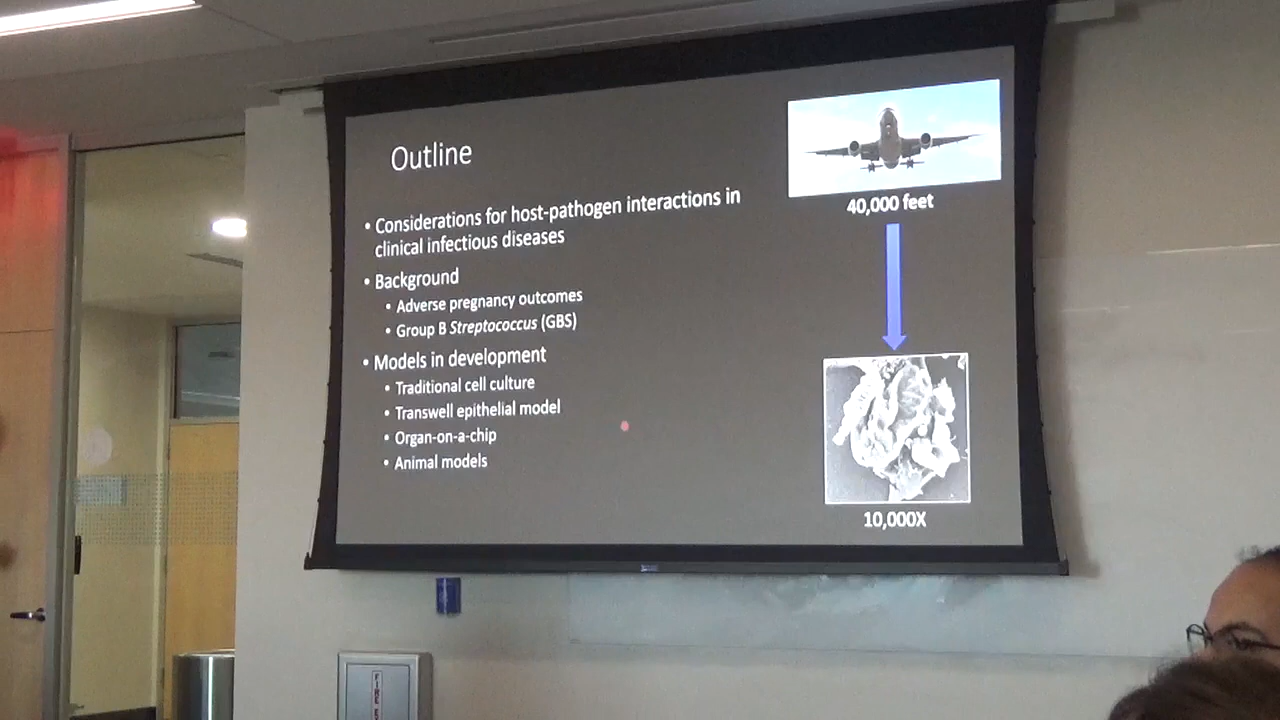 Outline
• Considerations for host-pathogen interactions in
clinical infectious diseases
• Background
• Adverse pregnancy outcomes
• Group B Streptococcus (GBS)
• Models in development
• Traditional cell culture
• Transwell epithelial model
• Organ-on-a-chip
• Animal models
40,000 feet
10,000X
FIRE